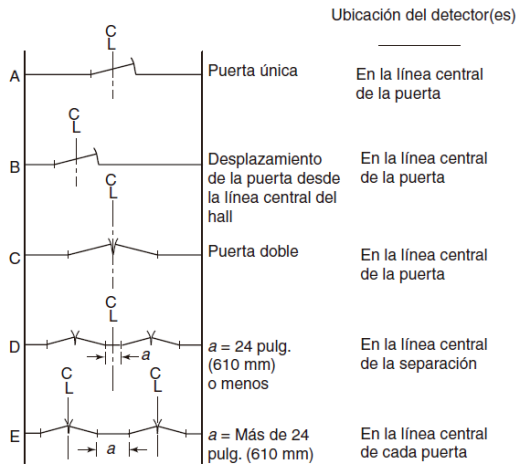 Ubicación del detector(es)
C
L
A
Puerta única
En la línea central
de la puerta
C
L
B
Desplazamiento
de la puerta desde
la línea central del
hall
En la línea central
de la puerta
C
L
C
Puerta doble
En la línea central
de la puerta
C
L
D
a
a = 24 pulg.
(610 mm)
o menos
En la línea central
de la separación
C
L
C
L
E
a
a = Más de 24
pulg. (610 mm)
En la línea central
de cada puerta